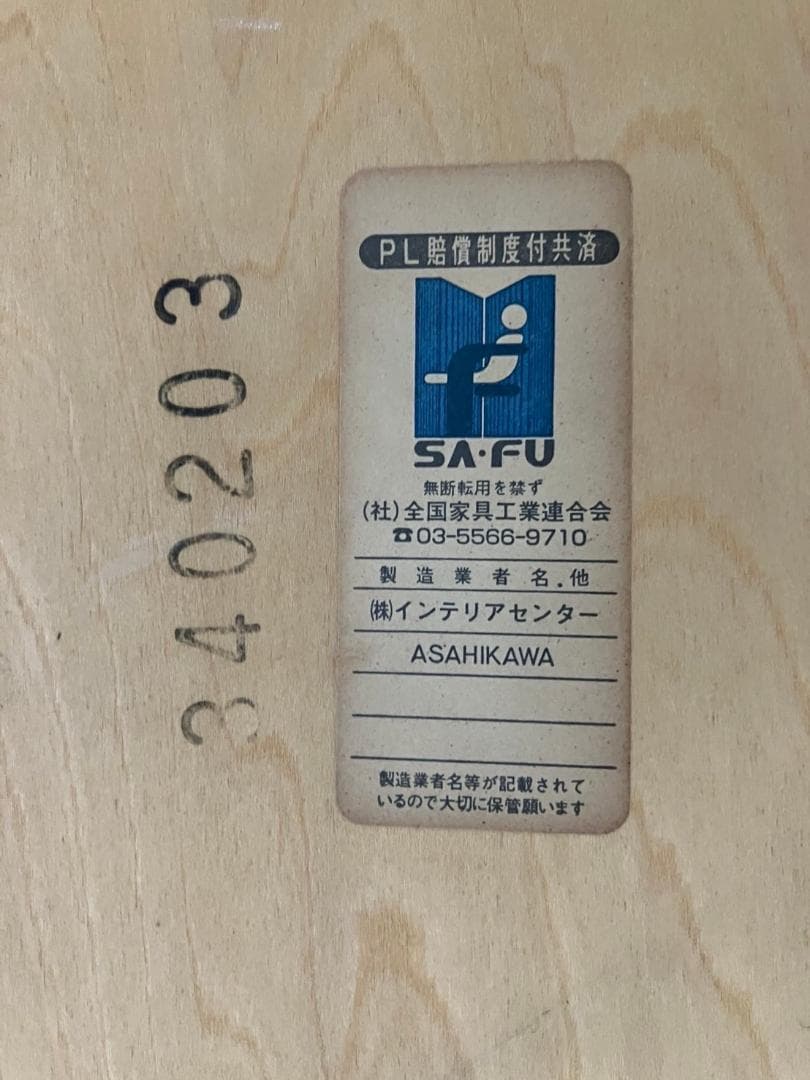 340203
PL賠償制度付共済
SA・FU
無断転用を禁ず
(社)全国家具工業連合会
☎03-5566-9710
製造業者名.他
㈱インテリアセンター
ASAHIKAWA
製造業者名等が記載されて
いるので大切に保管願います